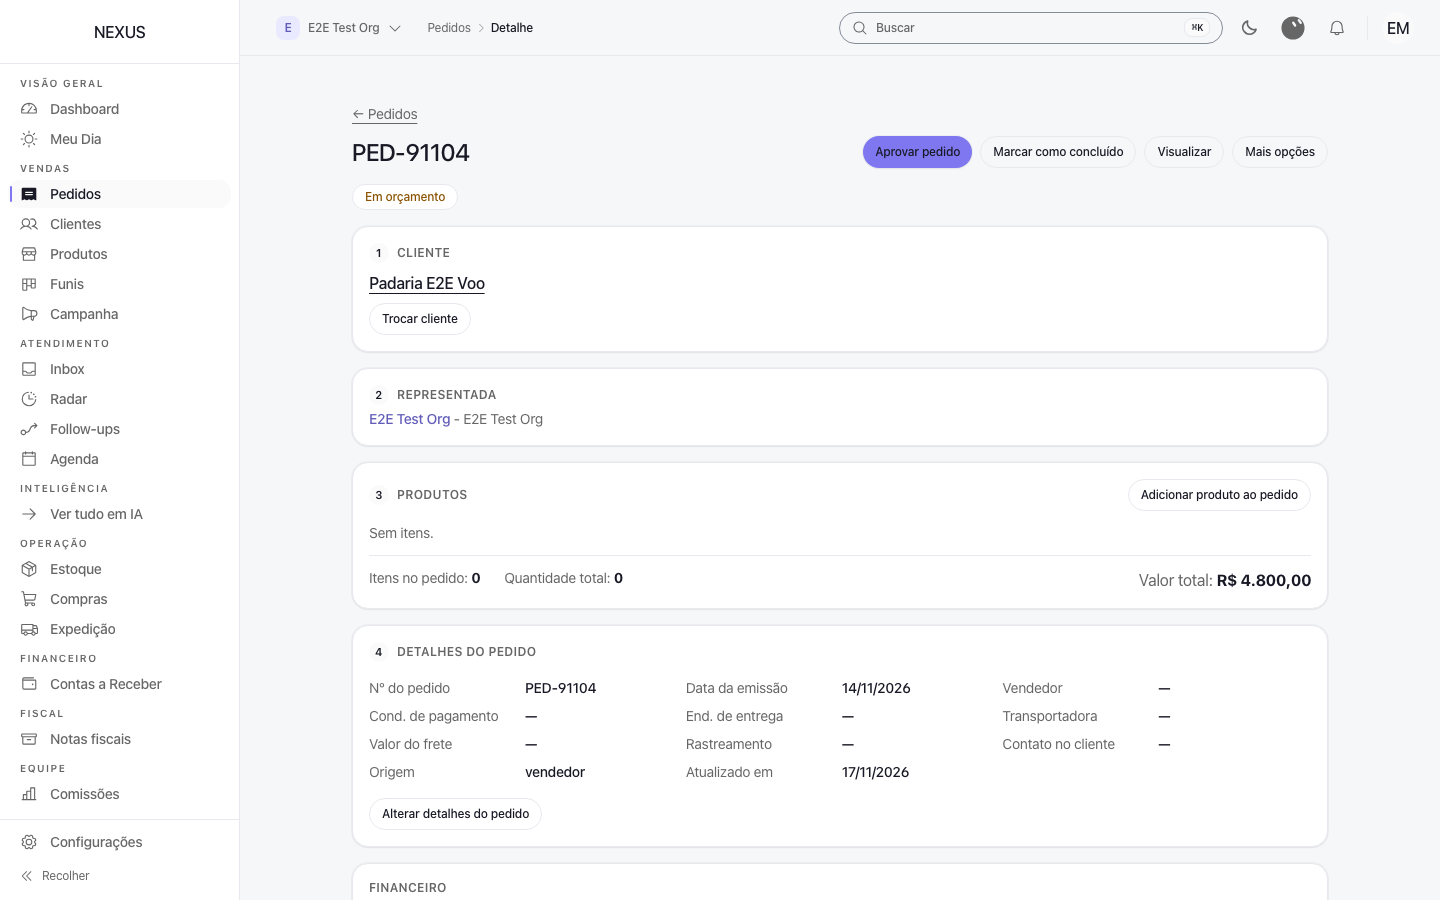 NEXUS
E
E2E Test Org
Pedidos
Detalhe
Buscar
⌘K
EM
VISÃO GERAL
Dashboard
Meu Dia
VENDAS
Pedidos
Clientes
Produtos
Funis
Campanha
ATENDIMENTO
Inbox
Radar
Follow-ups
Agenda
INTELIGÊNCIA
Ver tudo em IA
OPERAÇÃO
Estoque
Compras
Expedição
FINANCEIRO
Contas a Receber
FISCAL
Notas fiscais
EQUIPE
Comissões
Configurações
Recolher
← Pedidos
PED-91104
Aprovar pedido
Marcar como concluído
Visualizar
Mais opções
Em orçamento
1 CLIENTE
Padaria E2E Voo
Trocar cliente
2 REPRESENTADA
E2E Test Org - E2E Test Org
3 PRODUTOS
Adicionar produto ao pedido
Sem itens.
Itens no pedido: 0 Quantidade total: 0 Valor total: R$ 4.800,00
4 DETALHES DO PEDIDO
Nº do pedido PED-91104 Data da emissão 14/11/2026 Vendedor —
Cond. de pagamento — End. de entrega — Transportadora —
Valor do frete — Rastreamento — Contato no cliente —
Origem vendedor Atualizado em 17/11/2026
Alterar detalhes do pedido
FINANCEIRO